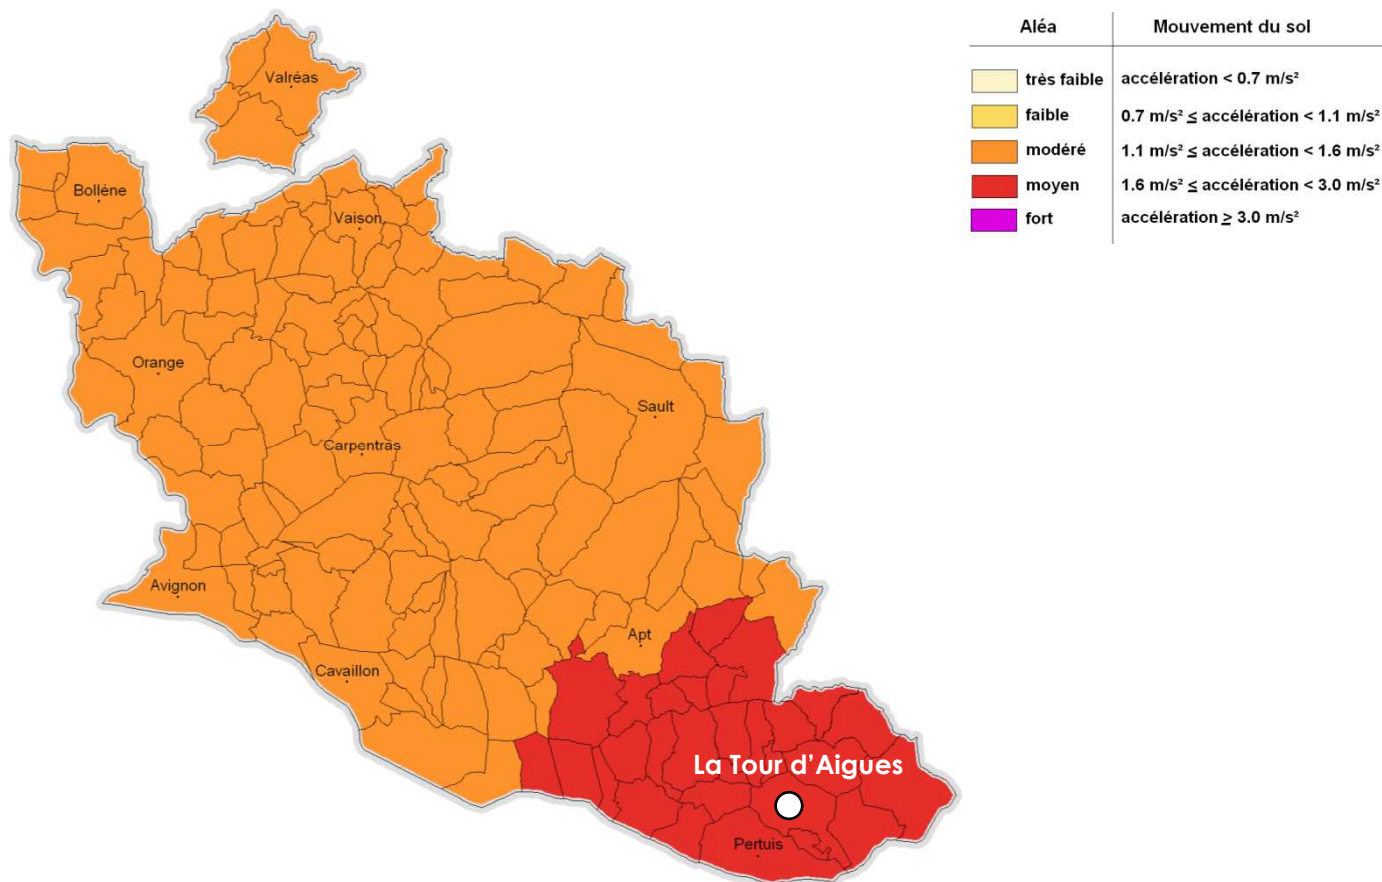 Aléa Mouvement du sol
très faible accélération < 0.7 m/s²
faible 0.7 m/s² ≤ accélération < 1.1 m/s²
modéré 1.1 m/s² ≤ accélération < 1.6 m/s²
moyen 1.6 m/s² ≤ accélération < 3.0 m/s²
fort accélération ≥ 3.0 m/s²
Valréas
Bollène
Vaison
Orange
Sault
Carpentras
Avignon
Apt
Cavaillon
La Tour d'Aigues
Pertuis